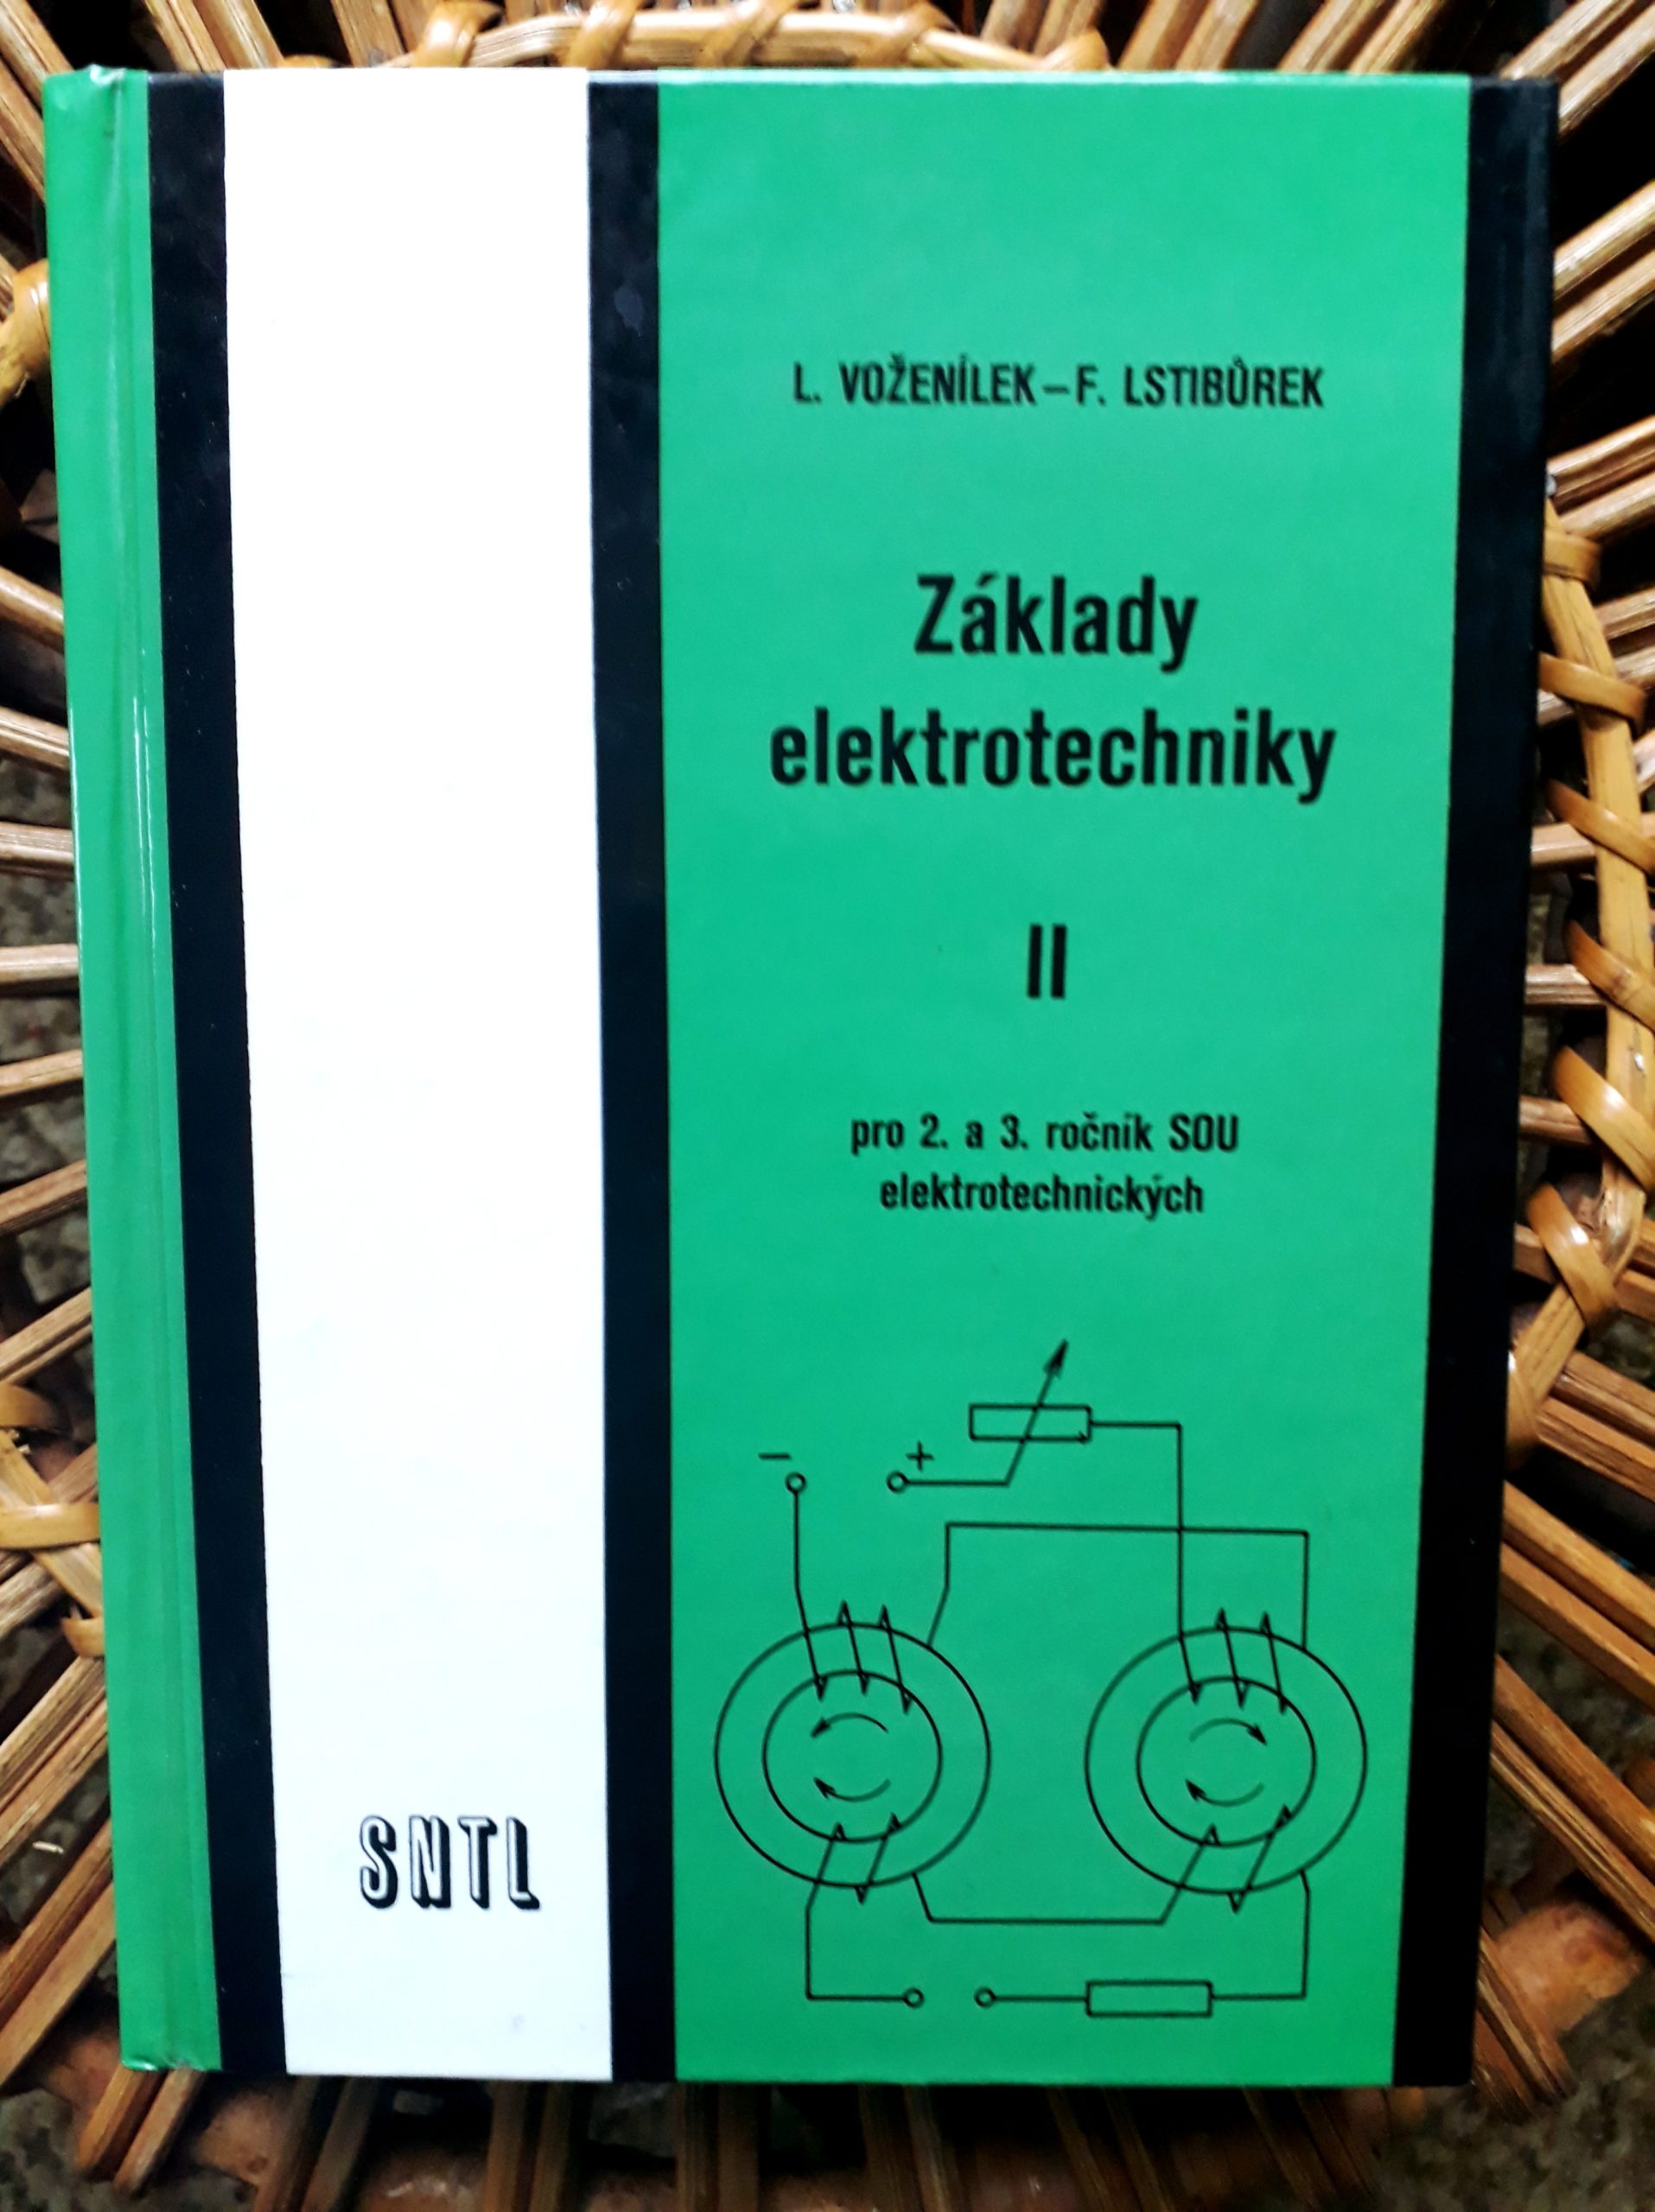 L. VOŽENÍLEK – F. LSTIBŮREK
Základy
elektrotechniky
II
pro 2. a 3. ročník SOU
elektrotechnických
− +
SNTL